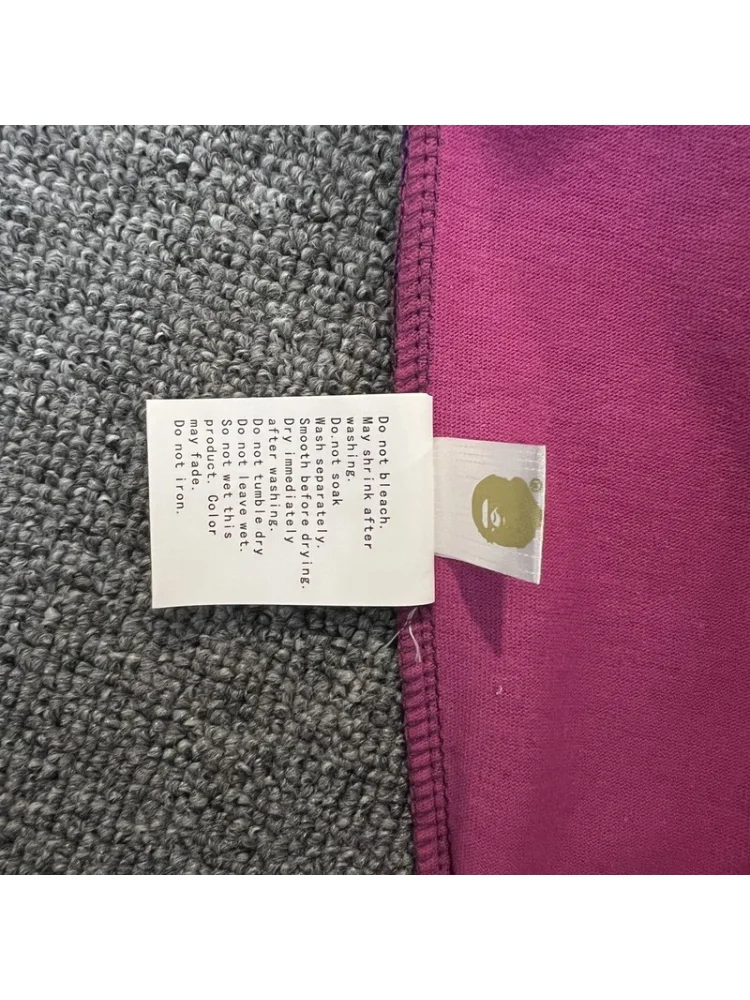 Do not bleach.
May shrink after
washing.
Do.not soak
Wash separately.
Smooth before drying.
Dry immediately
after washing.
Do not tumble dry
Do not leave wet.
So not wet this
product. Color
may fade.
Do not iron.